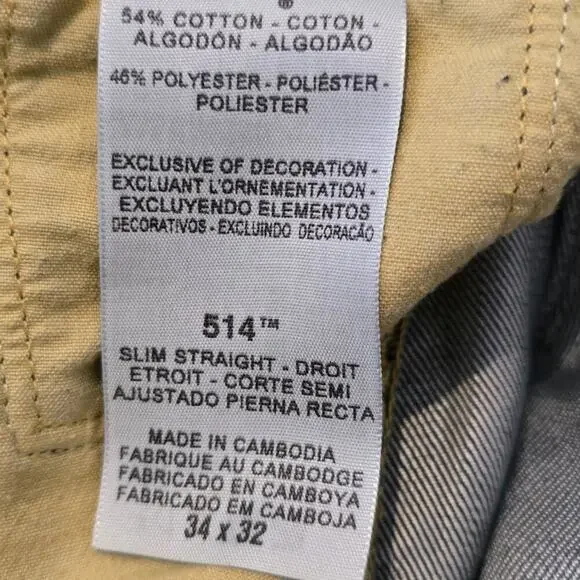 ®
54% COTTON - COTON -
ALGODÓN - ALGODÃO
46% POLYESTER - POLIÉSTER -
POLIESTER
EXCLUSIVE OF DECORATION -
EXCLUANT L'ORNEMENTATION -
EXCLUYENDO ELEMENTOS
DECORATIVOS - EXCLUINDO DECORACÃO
514™
SLIM STRAIGHT - DROIT
ETROIT - CORTE SEMI
AJUSTADO PIERNA RECTA
MADE IN CAMBODIA
FABRIQUE AU CAMBODGE
FABRICADO EN CAMBOYA
FABRICADO EM CAMBOJA
34 x 32